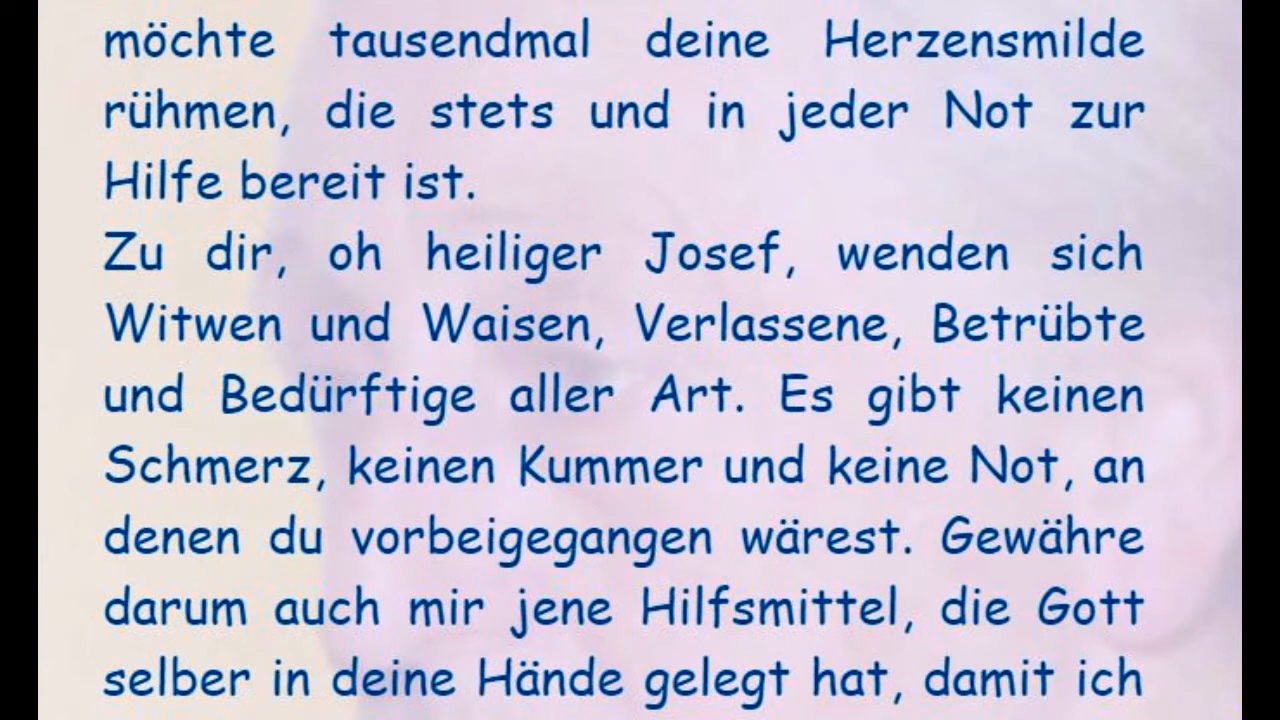 möchte tausendmal deine Herzensmilde
rühmen, die stets und in jeder Not zur
Hilfe bereit ist.
Zu dir, oh heiliger Josef, wenden sich
Witwen und Waisen, Verlassene, Betrübte
und Bedürftige aller Art. Es gibt keinen
Schmerz, keinen Kummer und keine Not, an
denen du vorbeigegangen wärest. Gewähre
darum auch mir jene Hilfsmittel, die Gott
selber in deine Hände gelegt hat, damit ich